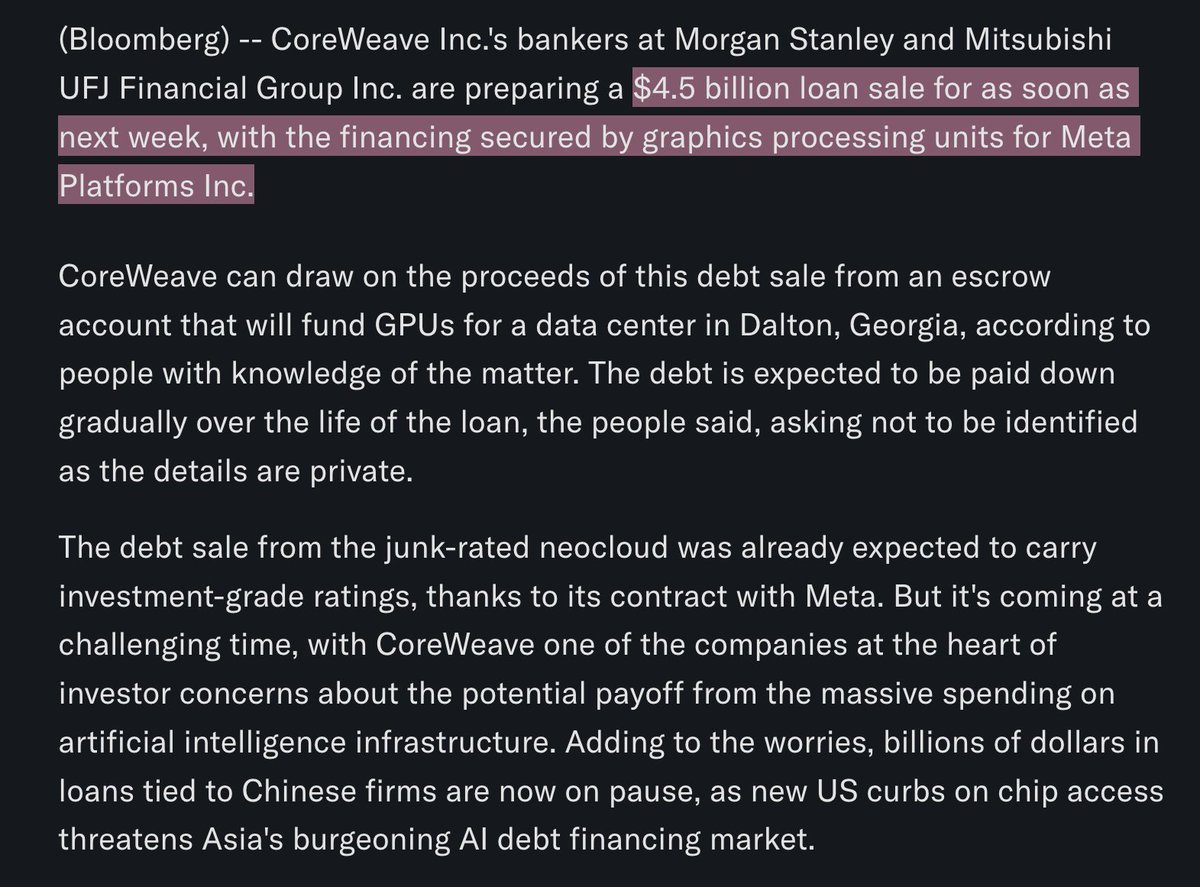 (Bloomberg) -- CoreWeave Inc.'s bankers at Morgan Stanley and Mitsubishi
UFJ Financial Group Inc. are preparing a $4.5 billion loan sale for as soon as
next week, with the financing secured by graphics processing units for Meta
Platforms Inc.
CoreWeave can draw on the proceeds of this debt sale from an escrow
account that will fund GPUs for a data center in Dalton, Georgia, according to
people with knowledge of the matter. The debt is expected to be paid down
gradually over the life of the loan, the people said, asking not to be identified
as the details are private.
The debt sale from the junk-rated neocloud was already expected to carry
investment-grade ratings, thanks to its contract with Meta. But it's coming at a
challenging time, with CoreWeave one of the companies at the heart of
investor concerns about the potential payoff from the massive spending on
artificial intelligence infrastructure. Adding to the worries, billions of dollars in
loans tied to Chinese firms are now on pause, as new US curbs on chip access
threatens Asia's burgeoning AI debt financing market.